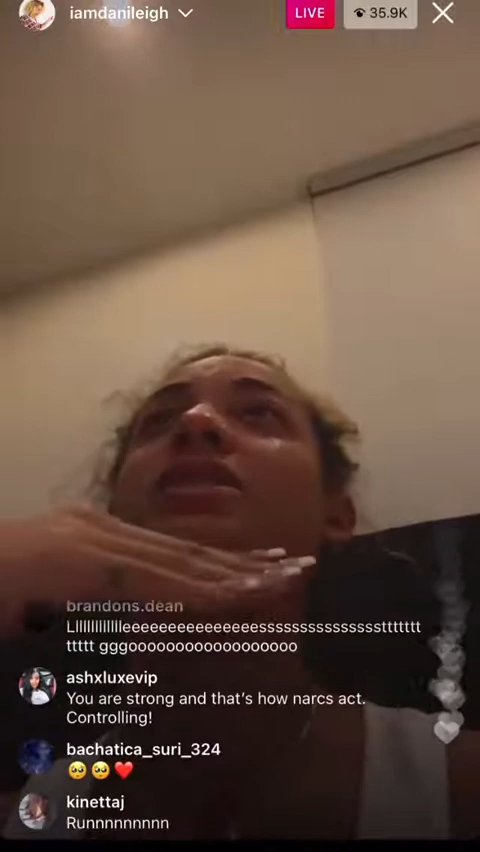 iamdanileigh
LIVE
35.9K
brandons.dean
LIIIIIIIIIIIIeeeeeeeeeeeeeeeessssssssssssssssttttttt
ttttt gggoooooooooooooooooo
ashxluxevip
You are strong and that's how narcs act.
Controlling!
bachatica_suri_324
🥺🥺❤️
kinettaj
Runnnnnnnnn